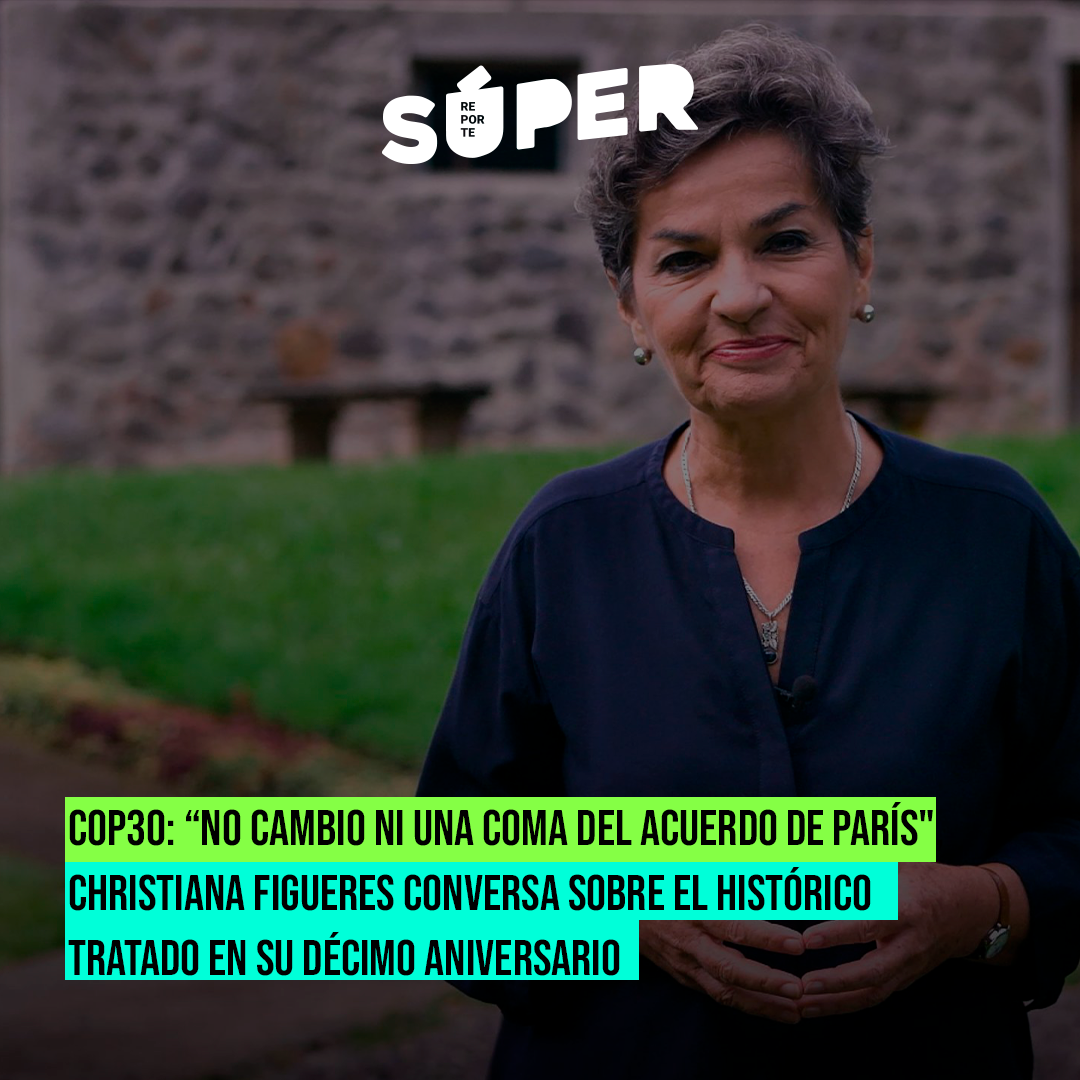 SÚPER
RE
POR
TE
COP30: “NO CAMBIO NI UNA COMA DEL ACUERDO DE PARÍS"
CHRISTIANA FIGUERES CONVERSA SOBRE EL HISTÓRICO
TRATADO EN SU DÉCIMO ANIVERSARIO